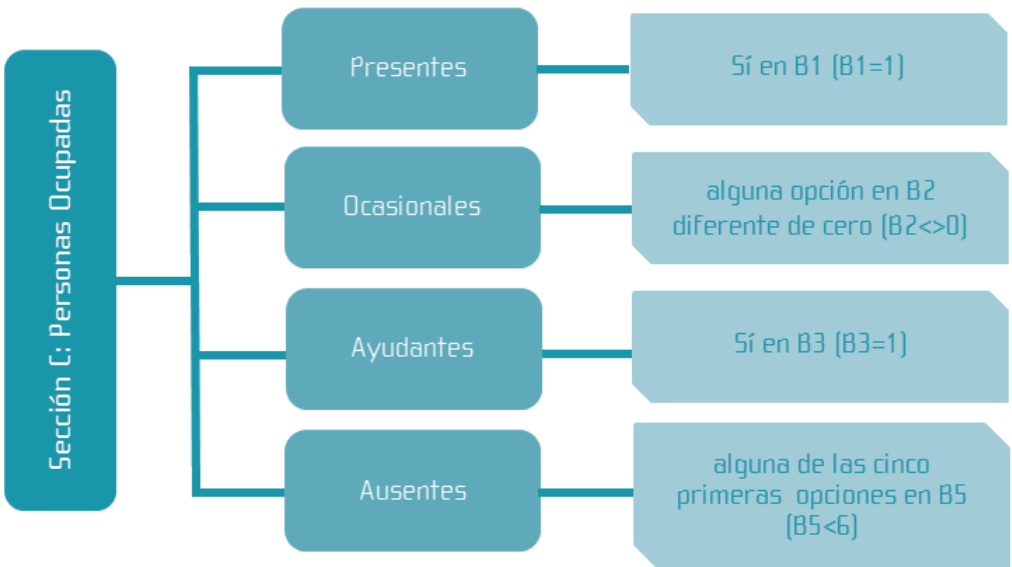 Sección C: Personas Ocupadas
Presentes
Sí en B1 (B1=1)
Ocasionales
alguna opción en B2
diferente de cero (B2<>0)
Ayudantes
Sí en B3 (B3=1)
Ausentes
alguna de las cinco
primeras opciones en B5
(B5<6)